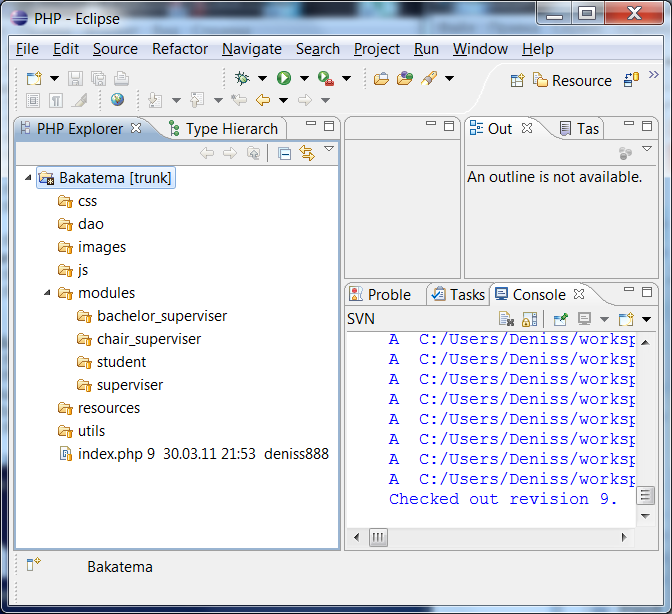 PHP - Eclipse
File Edit Source Refactor Navigate Search Project Run Window Help
Resource
PHP Explorer Type Hierarch
Bakatema [trunk]
css
dao
images
js
modules
bachelor_superviser
chair_superviser
student
superviser
resources
utils
index.php 9 30.03.11 21:53 deniss888
Out Tas
An outline is not available.
Proble Tasks Console
SVN
A C:/Users/Deniss/worksp
A C:/Users/Deniss/worksp
A C:/Users/Deniss/worksp
A C:/Users/Deniss/worksp
A C:/Users/Deniss/worksp
A C:/Users/Deniss/worksp
A C:/Users/Deniss/worksp
A C:/Users/Deniss/worksp
Checked out revision 9.
Bakatema